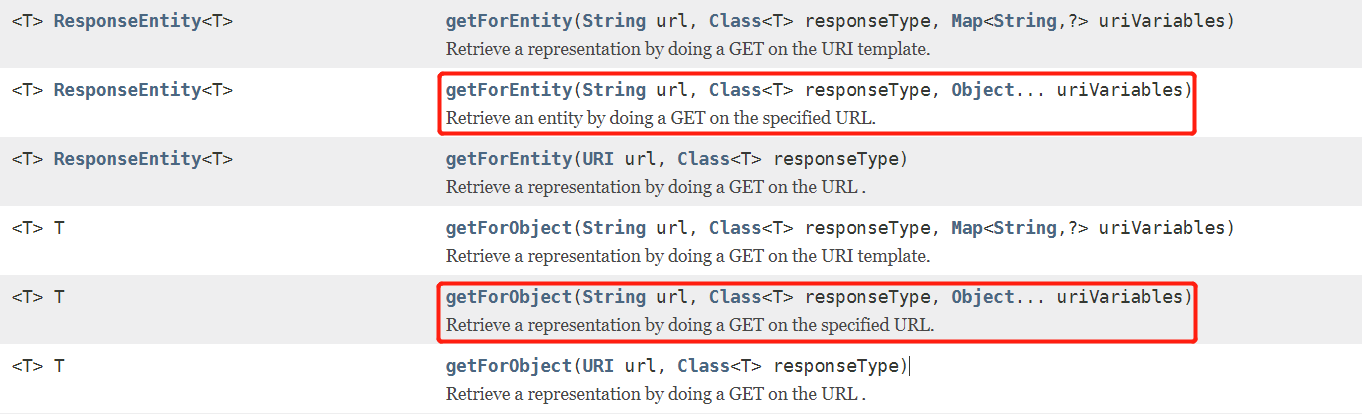 <T> ResponseEntity<T> getForEntity(String url, Class<T> responseType, Map<String,?> uriVariables)
Retrieve a representation by doing a GET on the URI template.
<T> ResponseEntity<T> getForEntity(String url, Class<T> responseType, Object... uriVariables)
Retrieve an entity by doing a GET on the specified URL.
<T> ResponseEntity<T> getForEntity(URI url, Class<T> responseType)
Retrieve a representation by doing a GET on the URL .
<T> T getForObject(String url, Class<T> responseType, Map<String,?> uriVariables)
Retrieve a representation by doing a GET on the URI template.
<T> T getForObject(String url, Class<T> responseType, Object... uriVariables)
Retrieve a representation by doing a GET on the specified URL.
<T> T getForObject(URI url, Class<T> responseType)
Retrieve a representation by doing a GET on the URL .